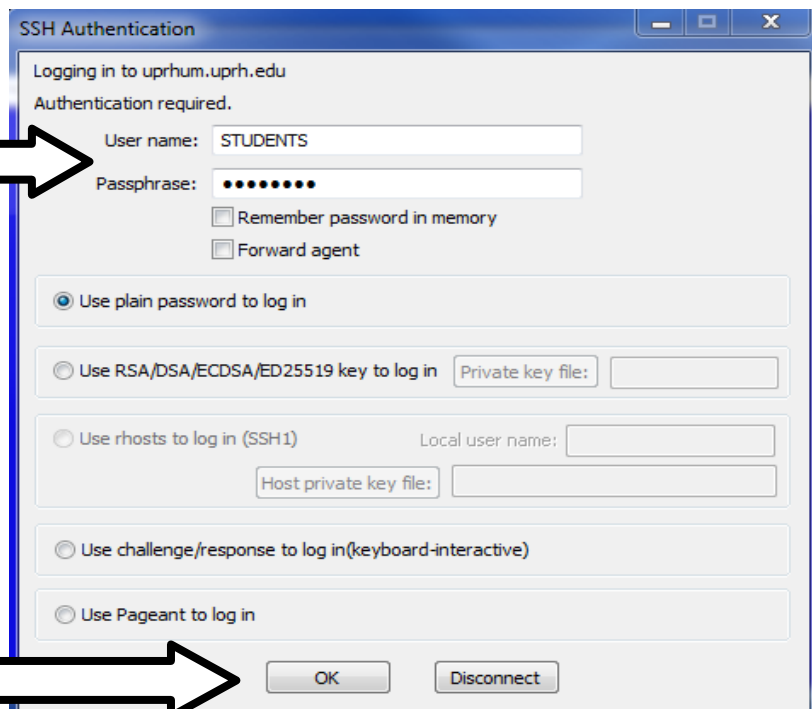 SSH Authentication
Logging in to uprhum.uprh.edu
Authentication required.
User name: STUDENTS
Passphrase: ••••••••
Remember password in memory
Forward agent
Use plain password to log in
Use RSA/DSA/ECDSA/ED25519 key to log in Private key file:
Use rhosts to log in (SSH1) Local user name:
Host private key file:
Use challenge/response to log in(keyboard-interactive)
Use Pageant to log in
OK Disconnect